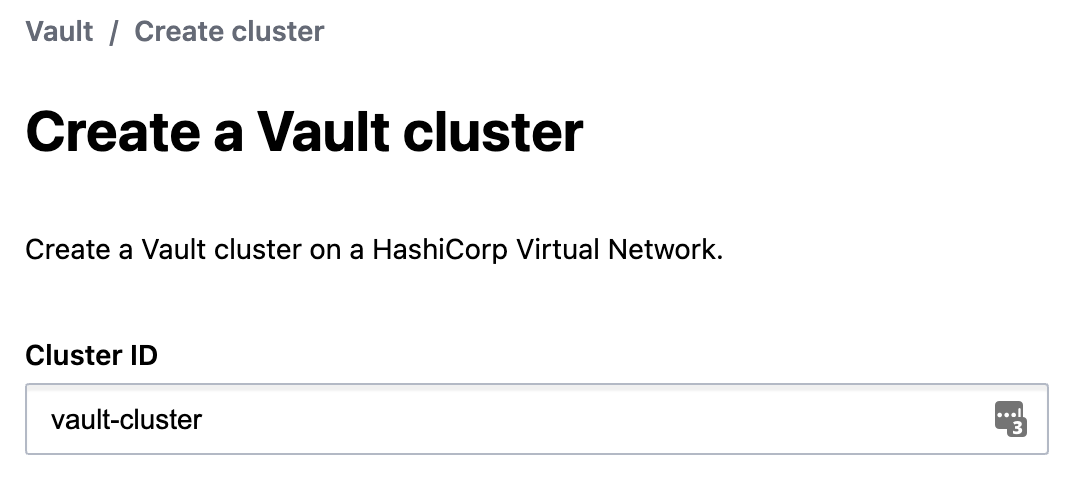 Vault / Create cluster
Create a Vault cluster
Create a Vault cluster on a HashiCorp Virtual Network.
Cluster ID
vault-cluster
3